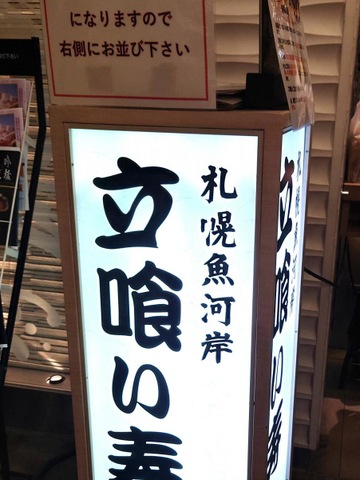 になりますので
右側にお並び下さい
札幌魚河岸
立喰い寿